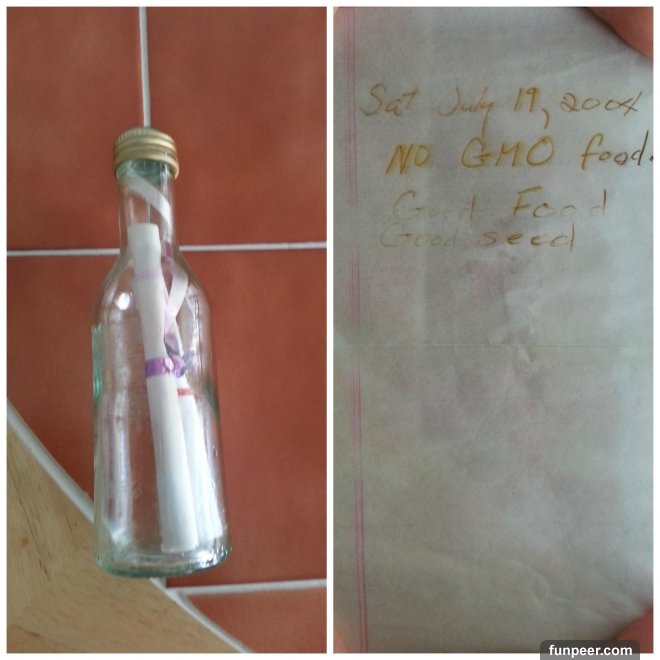 Sat July 19, 2004
NO GMO food.
Good Food
Good seed
funpeer.com